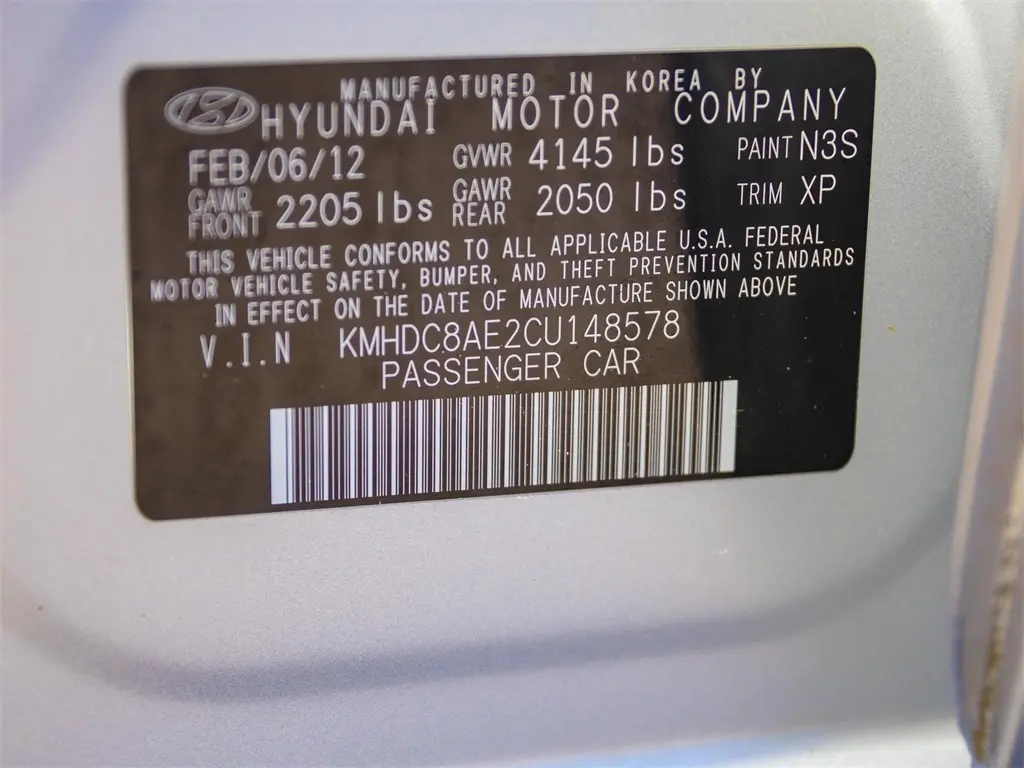 MANUFACTURED IN KOREA BY
HYUNDAI MOTOR COMPANY
FEB/06/12 GVWR 4145 lbs PAINT N3S
GAWR FRONT 2205 lbs GAWR REAR 2050 lbs TRIM XP
THIS VEHICLE CONFORMS TO ALL APPLICABLE U.S.A. FEDERAL
MOTOR VEHICLE SAFETY, BUMPER, AND THEFT PREVENTION STANDARDS
IN EFFECT ON THE DATE OF MANUFACTURE SHOWN ABOVE
V.I.N KMHDC8AE2CU148578
PASSENGER CAR